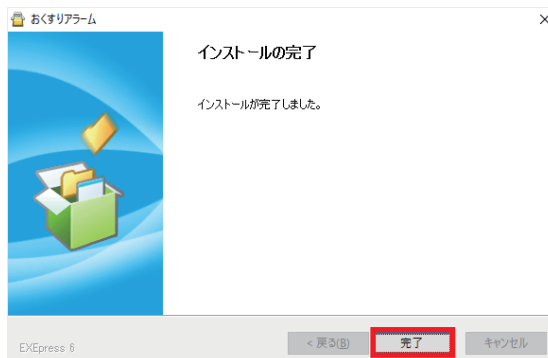 おくすりアラーム
インストールの完了
インストールが完了しました。
EXEpress 6
< 戻る(B)
完了
キャンセル